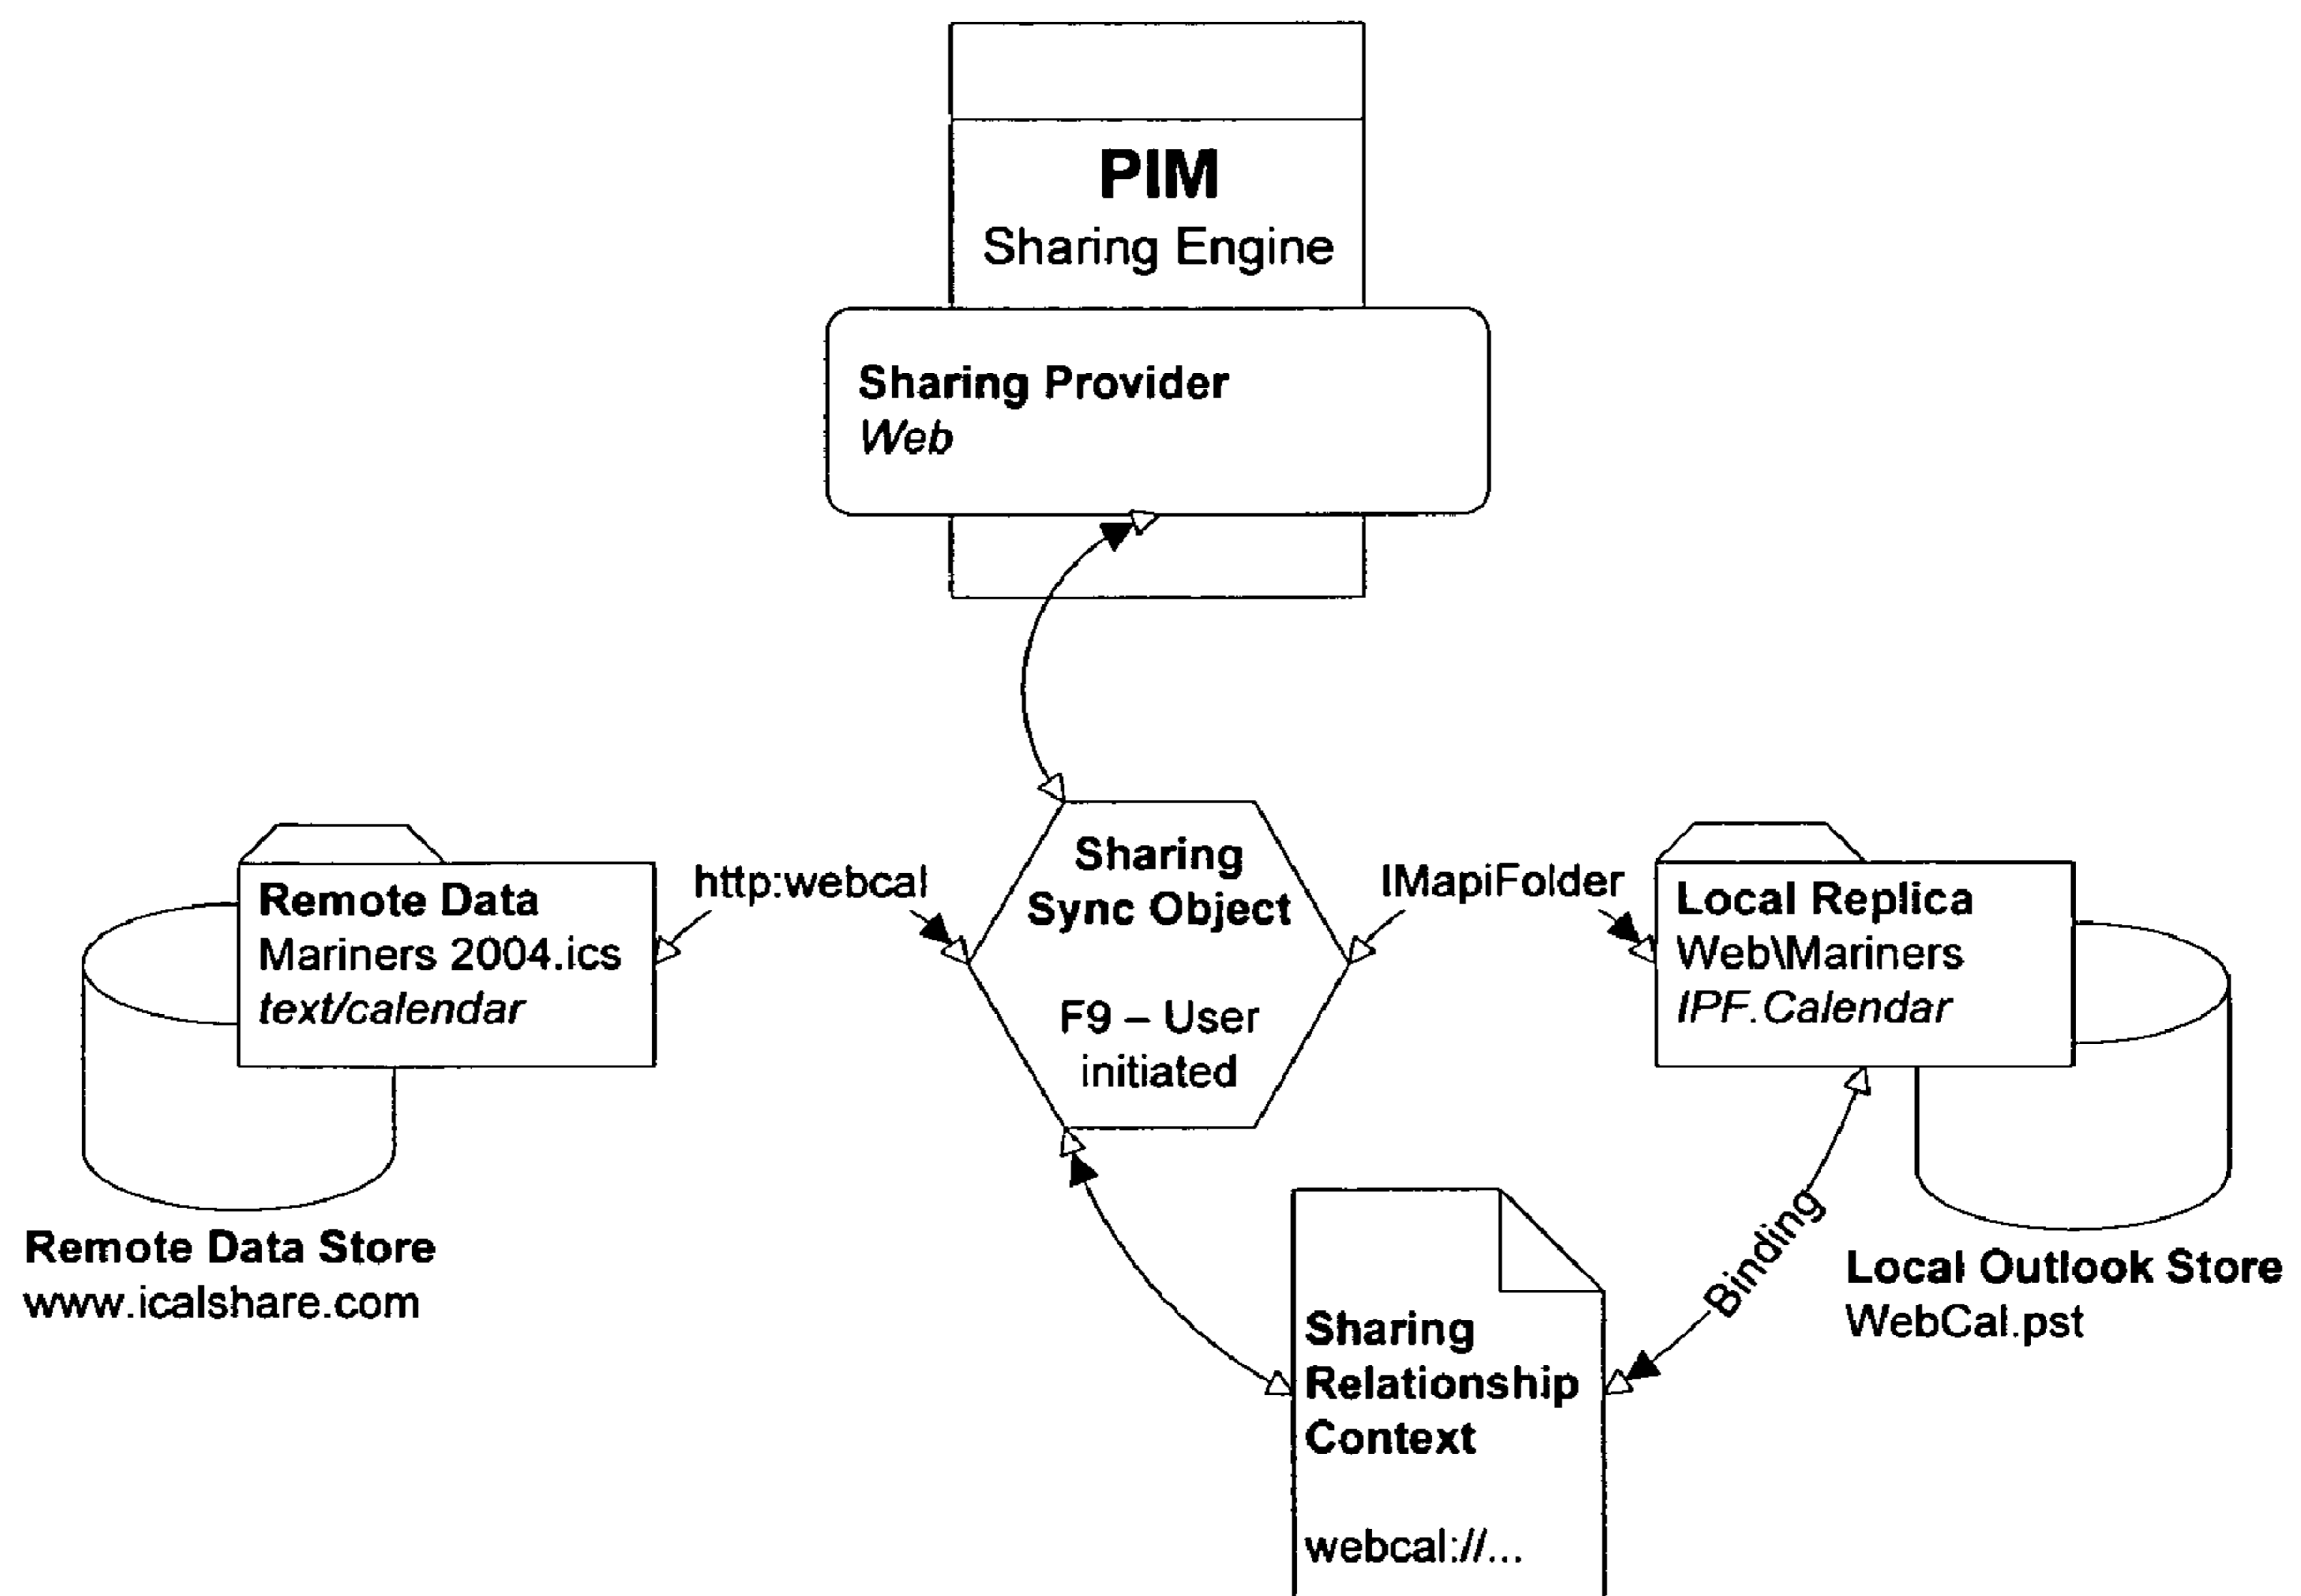 PIM
Sharing Engine
Sharing Provider
Web
Remote Data
Mariners 2004.ics
text/calendar
http:webcal
Sharing
Sync Object
F9 – User
initiated
IMapiFolder
Local Replica
Web\Mariners
IPF.Calendar
Remote Data Store
www.icalshare.com
Binding
Local Outlook Store
WebCal.pst
Sharing
Relationship
Context
webcal://...